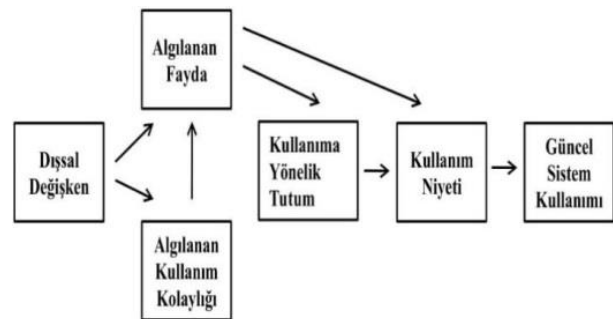 Algılanan
Fayda
Dışsal
Değişken
Kullanıma
Yönelik
Tutum
Kullanım
Niyeti
Güncel
Sistem
Kullanımı
Algılanan
Kullanım
Kolaylığı